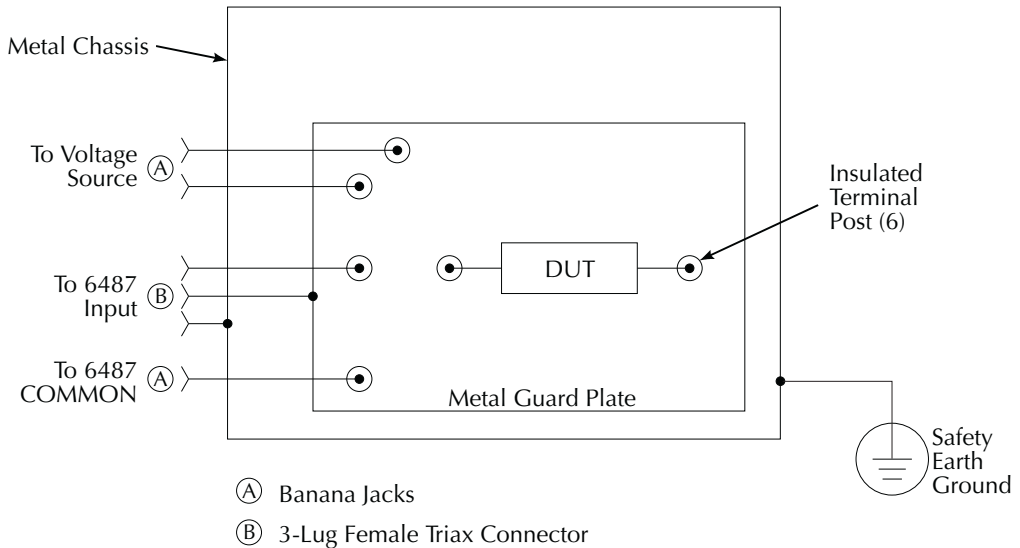 Metal Chassis
To Voltage
Source
A
Insulated
Terminal
Post (6)
DUT
To 6487
Input
B
To 6487
COMMON
A
Metal Guard Plate
Safety
Earth
Ground
A Banana Jacks
B 3-Lug Female Triax Connector